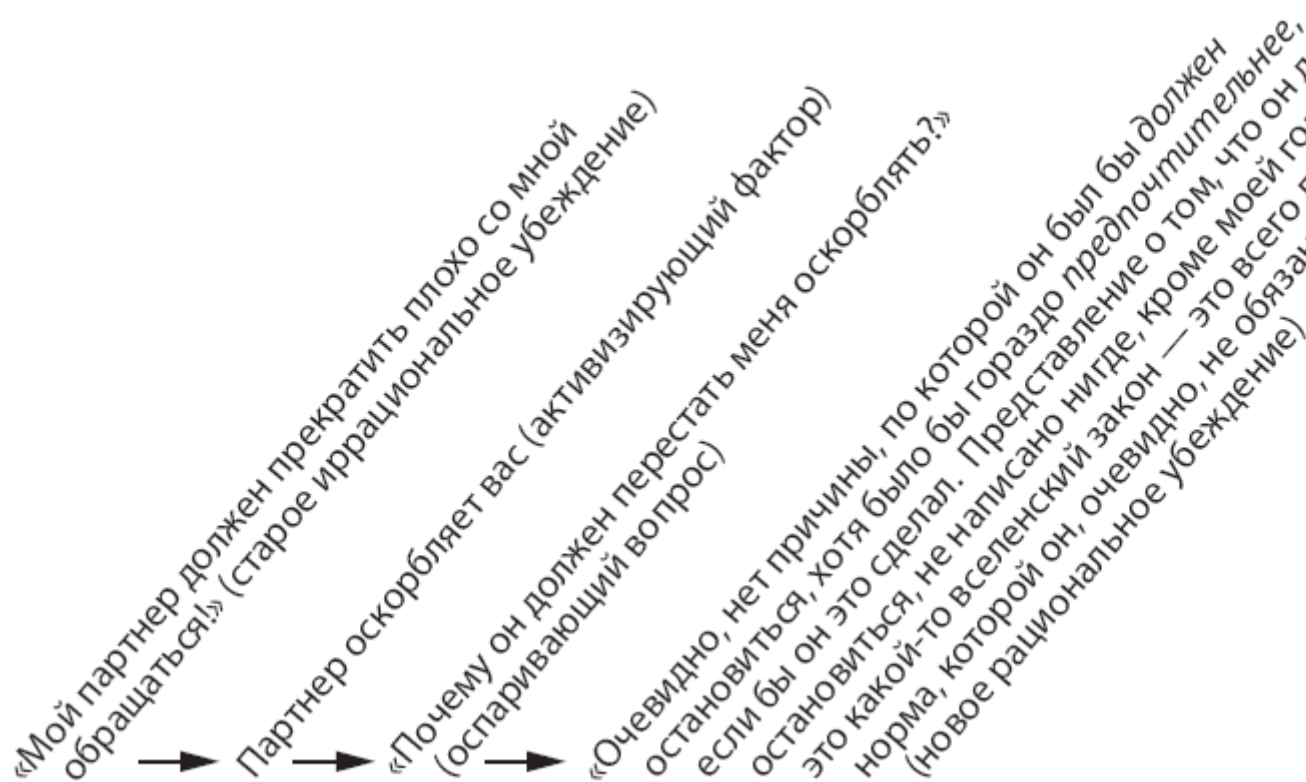 «Мой партнер должен прекратить плохо со мной
обращаться!» (старое иррациональное убеждение)
Партнер оскорбляет вас (активизирующий фактор)
«Почему он должен перестать меня оскорблять?»
(оспаривающий вопрос)
«Очевидно, нет причины, по которой он был бы должен
остановиться, хотя было бы гораздо предпочтительнее,
если бы он это сделал. Представление о том, что он
остановиться, не написано нигде, кроме моей
это какой-то вселенский закон — это всего
норма, которой он, очевидно, не
(новое рациональное убеждение)